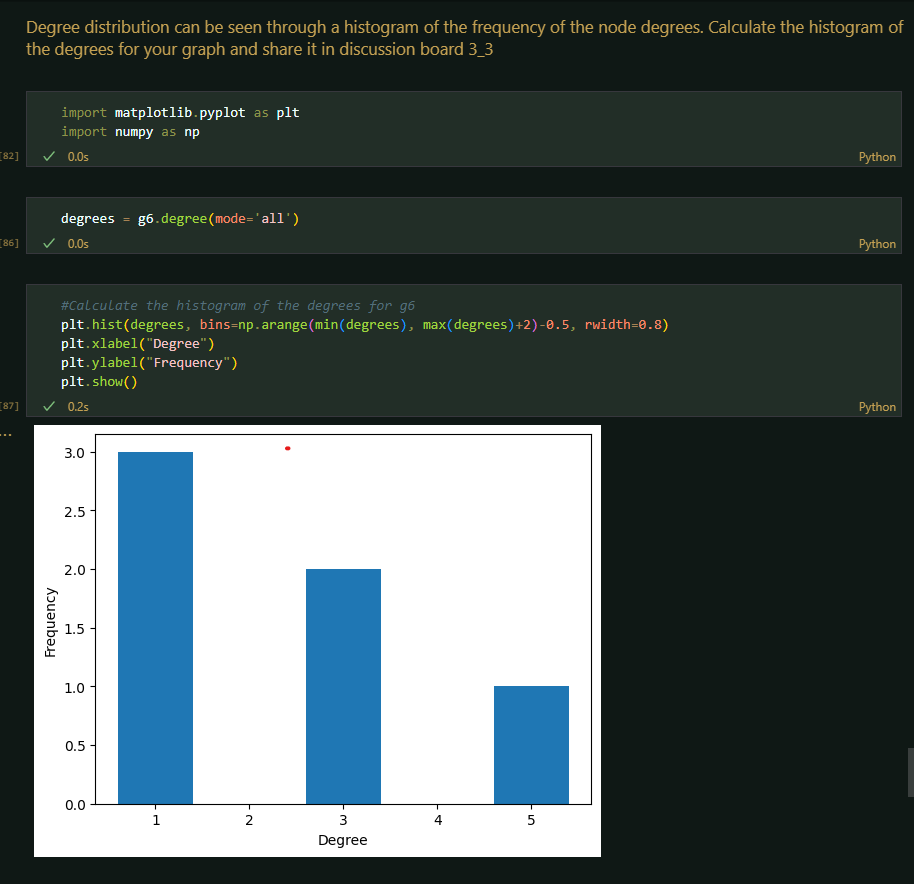 Degree distribution can be seen through a histogram of the frequency of the node degrees. Calculate the histogram of
the degrees for your graph and share it in discussion board 3_3
import matplotlib.pyplot as plt
import numpy as np
[82]
✓ 0.0s
Python
degrees = g6.degree(mode='all')
[86]
✓ 0.0s
Python
#Calculate the histogram of the degrees for g6
plt.hist(degrees, bins=np.arange(min(degrees), max(degrees)+2)-0.5, rwidth=0.8)
plt.xlabel("Degree")
plt.ylabel("Frequency")
plt.show()
[87]
✓ 0.2s
Python
...
3.0
2.5
2.0
1.5
1.0
0.5
0.0
Frequency
1 2 3 4 5
Degree